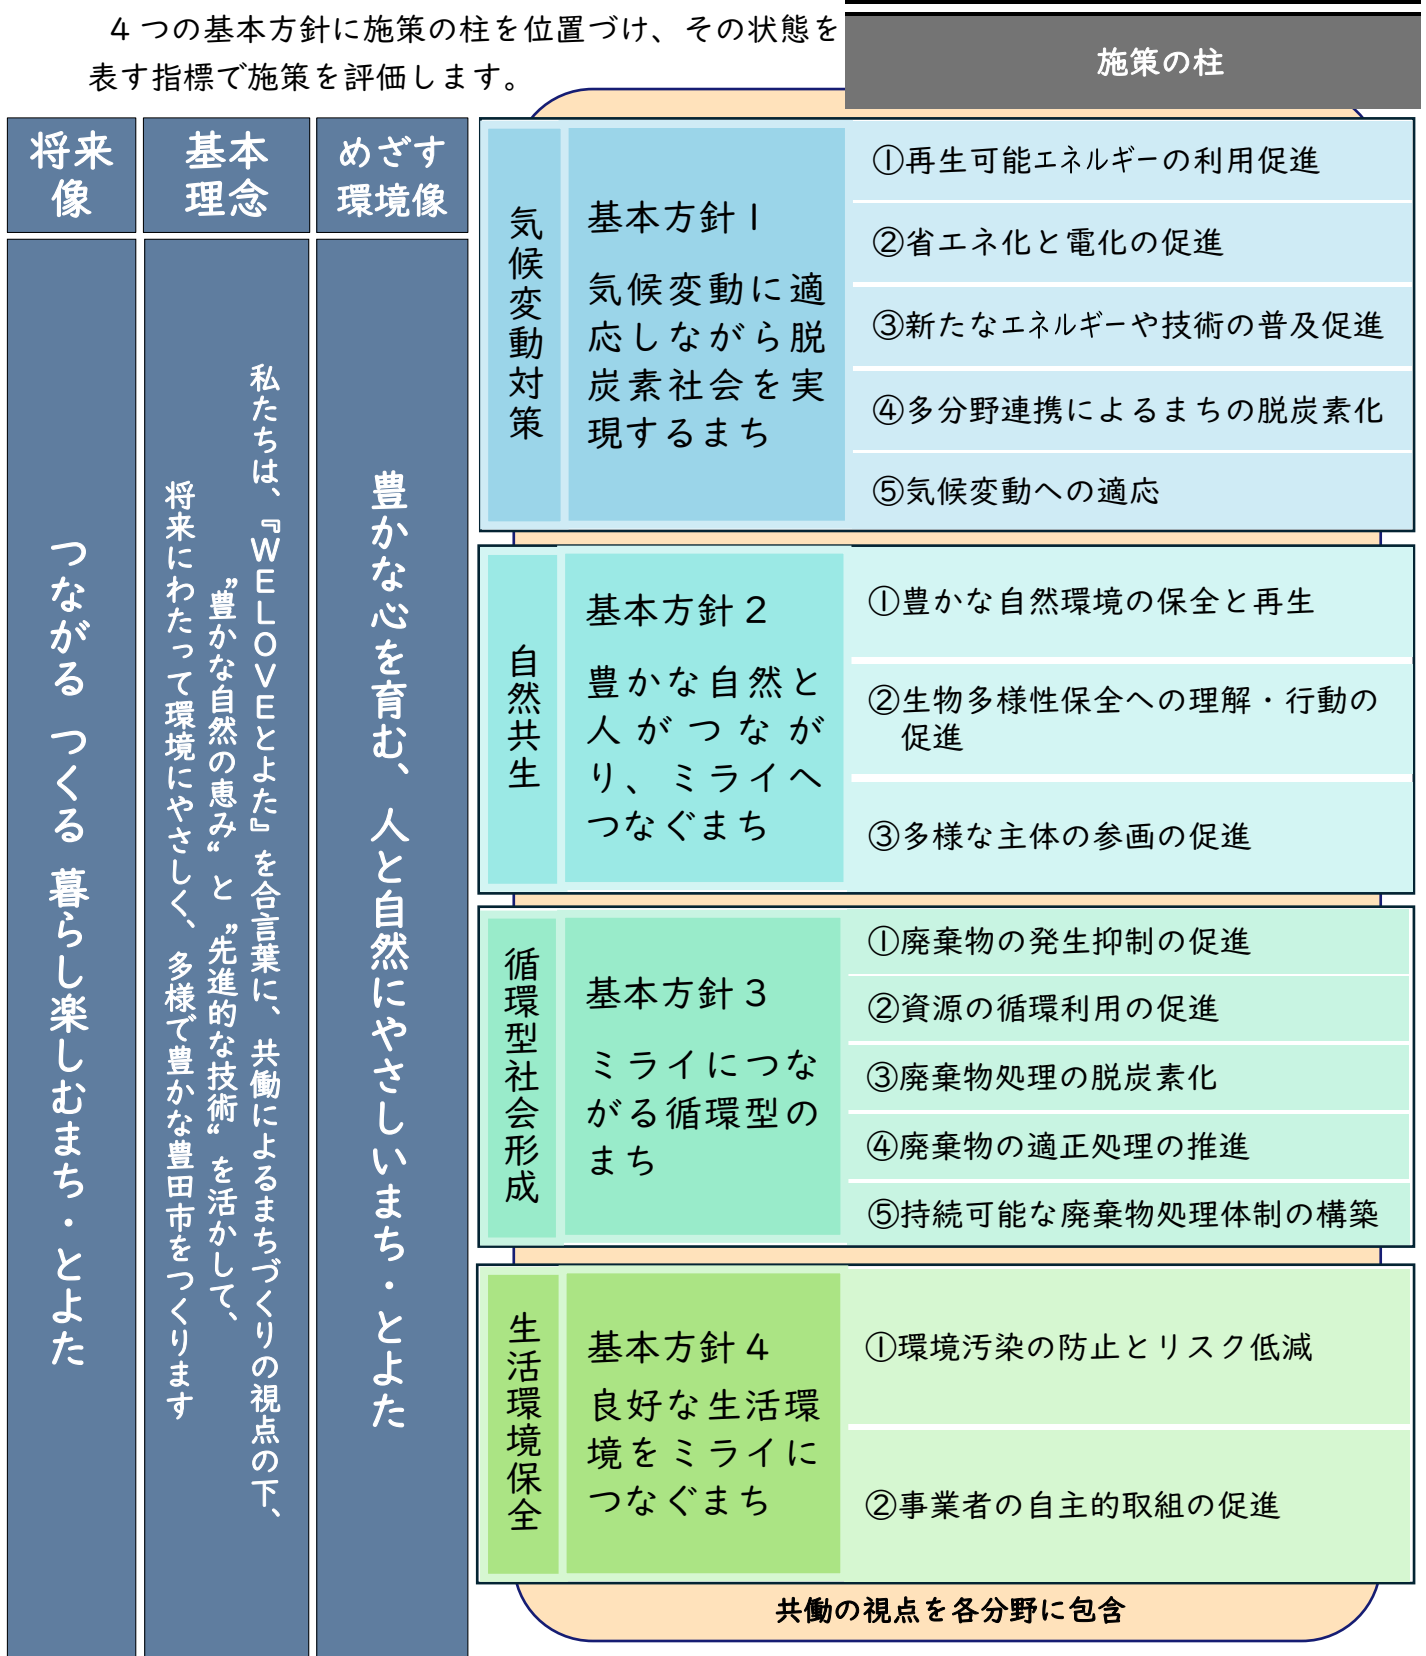 ４つの基本方針に施策の柱を位置づけ、その状態を
表す指標で施策を評価します。
施策の柱
将来
像
つながる つくる 暮らし楽しむまち・とよた
基本
理念
私たちは、『ＷＥＬＯＶＥとよた』を合言葉に、共働によるまちづくりの視点の下、
”豊かな自然の恵み“と”先進的な技術“を活かして、
将来にわたって環境にやさしく、多様で豊かな豊田市をつくります
めざす
環境像
豊かな心を育む、人と自然にやさしいまち・とよた
気候変動対策
基本方針１
気候変動に適
応しながら脱
炭素社会を実
現するまち
①再生可能エネルギーの利用促進
②省エネ化と電化の促進
③新たなエネルギーや技術の普及促進
④多分野連携によるまちの脱炭素化
⑤気候変動への適応
自然共生
基本方針２
豊かな自然と
人がつなが
り、ミライへ
つなぐまち
①豊かな自然環境の保全と再生
②生物多様性保全への理解・行動の
促進
③多様な主体の参画の促進
循環型社会形成
基本方針３
ミライにつな
がる循環型の
まち
①廃棄物の発生抑制の促進
②資源の循環利用の促進
③廃棄物処理の脱炭素化
④廃棄物の適正処理の推進
⑤持続可能な廃棄物処理体制の構築
生活環境保全
基本方針４
良好な生活環
境をミライに
つなぐまち
①環境汚染の防止とリスク低減
②事業者の自主的取組の促進
共働の視点を各分野に包含